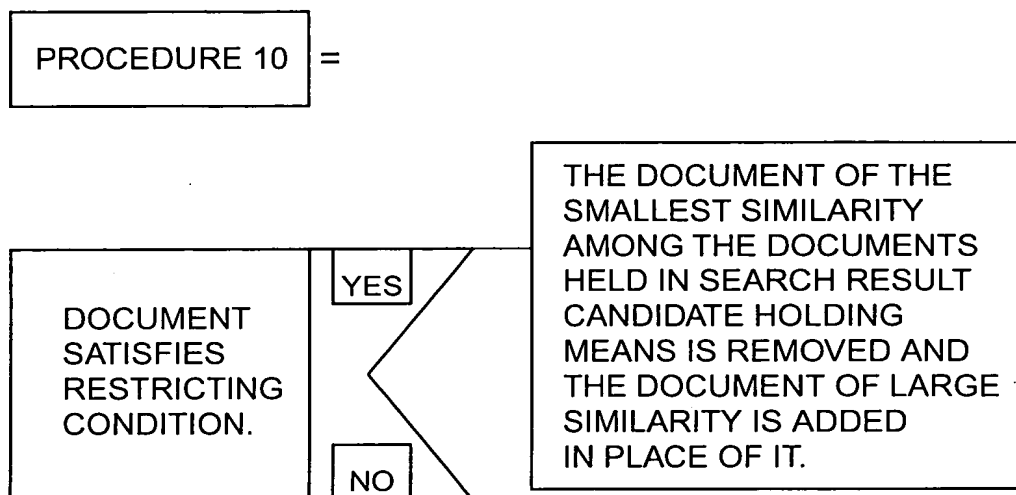 PROCEDURE 10 =
DOCUMENT
SATISFIES
RESTRICTING
CONDITION.
YES
NO
THE DOCUMENT OF THE
SMALLEST SIMILARITY
AMONG THE DOCUMENTS
HELD IN SEARCH RESULT
CANDIDATE HOLDING
MEANS IS REMOVED AND
THE DOCUMENT OF LARGE
SIMILARITY IS ADDED
IN PLACE OF IT.